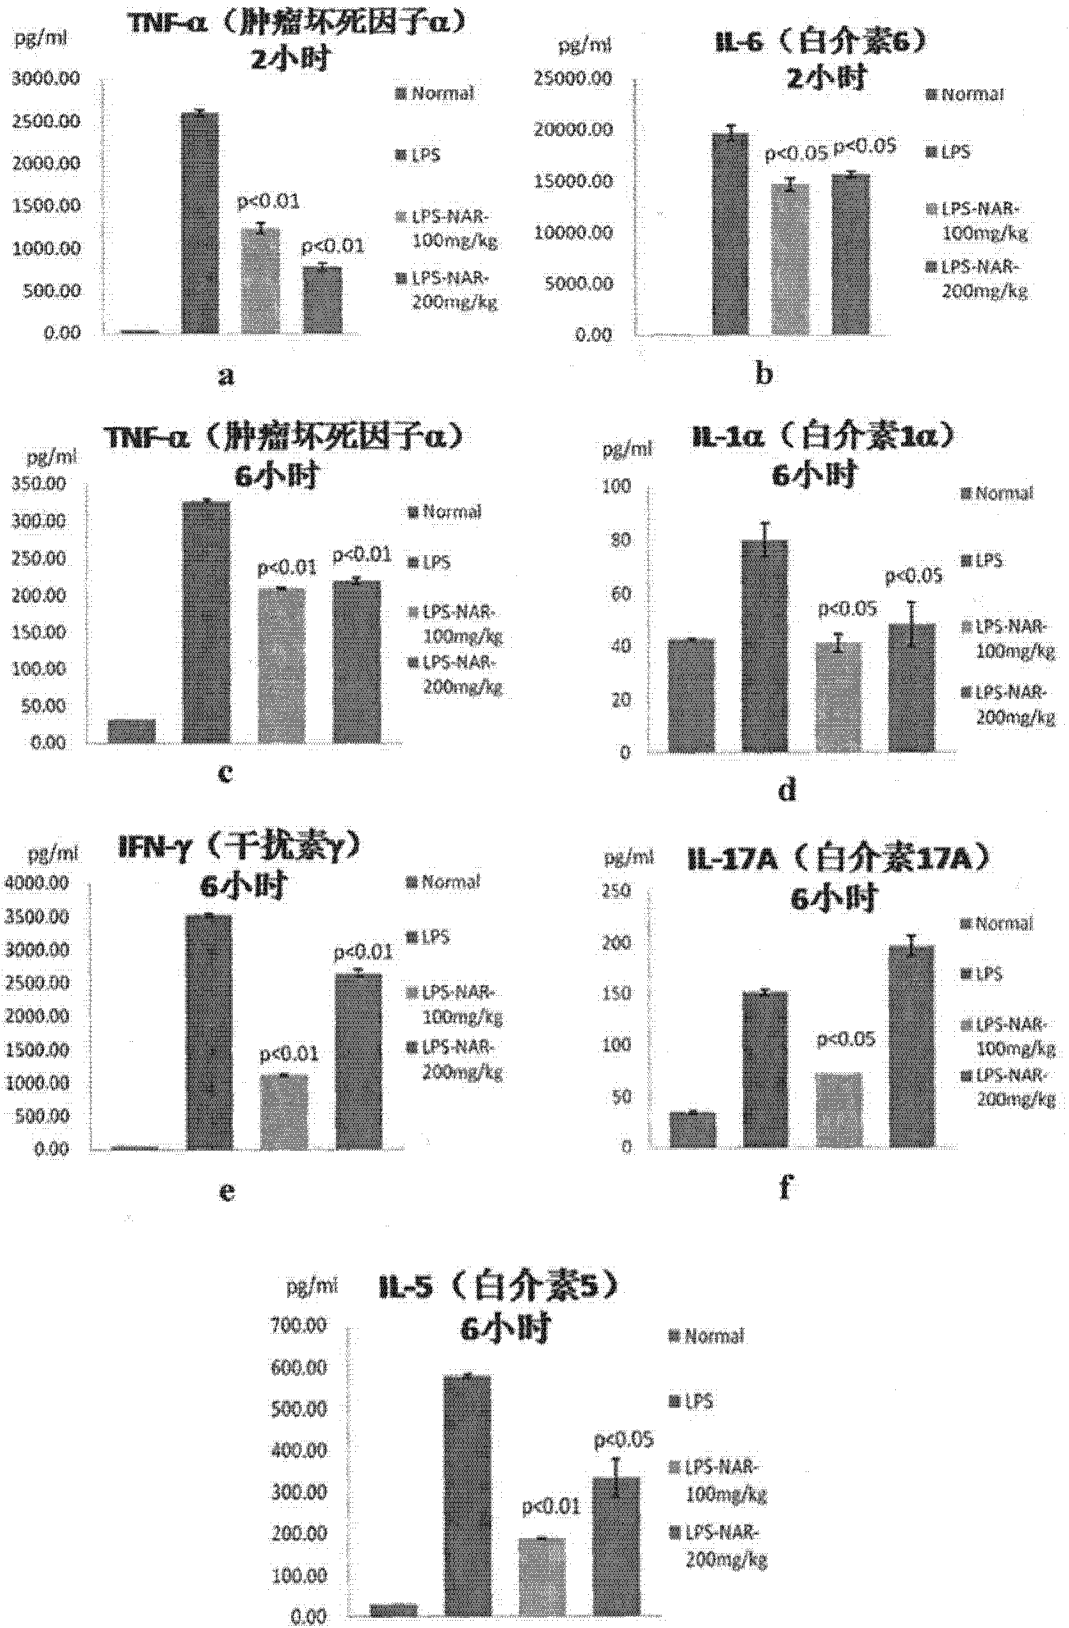 TNF-α（肿瘤坏死因子α）
2小时
pg/ml
3000.00
2500.00
2000.00
1500.00
1000.00
500.00
0.00
p<0.01
p<0.01
Normal
LPS
LPS-NAR-
100mg/kg
LPS-NAR-
200mg/kg
a
IL-6（白介素6）
2小时
pg/ml
25000.00
20000.00
15000.00
10000.00
5000.00
0.00
p<0.05
p<0.05
Normal
LPS
LPS-NAR-
100mg/kg
LPS-NAR-
200mg/kg
b
TNF-α（肿瘤坏死因子α）
6小时
pg/ml
350.00
300.00
250.00
200.00
150.00
100.00
50.00
0.00
p<0.01
p<0.01
Normal
LPS
LPS-NAR-
100mg/kg
LPS-NAR-
200mg/kg
c
IL-1α（白介素1α）
6小时
pg/ml
100
80
60
40
20
0
p<0.05
p<0.05
Normal
LPS
LPS-NAR-
100mg/kg
LPS-NAR-
200mg/kg
d
IFN-γ（干扰素γ）
6小时
pg/ml
4000.00
3500.00
3000.00
2500.00
2000.00
1500.00
1000.00
500.00
0.00
p<0.01
p<0.01
Normal
LPS
LPS-NAR-
100mg/kg
LPS-NAR-
200mg/kg
e
IL-17A（白介素17A）
6小时
pg/ml
250
200
150
100
50
0
p<0.05
Normal
LPS
LPS-NAR-
100mg/kg
LPS-NAR-
200mg/kg
f
IL-5（白介素5）
6小时
pg/ml
700.00
600.00
500.00
400.00
300.00
200.00
100.00
0.00
p<0.01
p<0.05
Normal
LPS
LPS-NAR-
100mg/kg
LPS-NAR-
200mg/kg